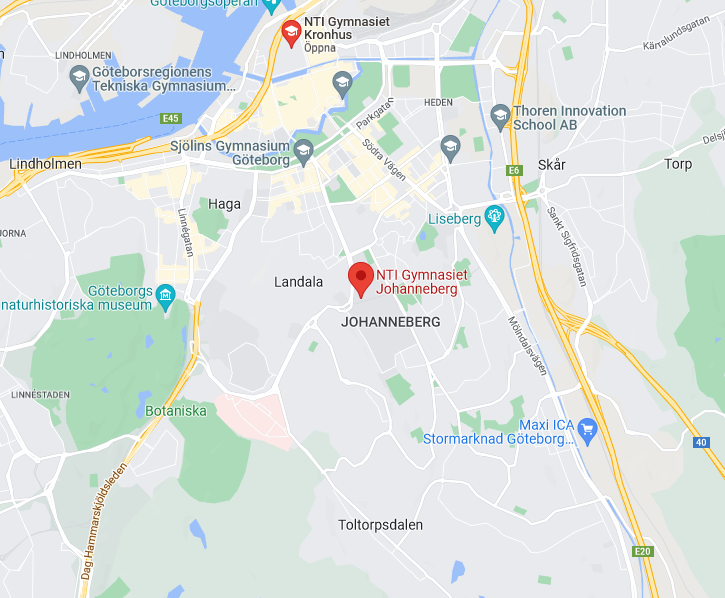 Göteborgsoperan
NTI Gymnasiet
Kronhus
Öppna
Kärralundsgatan
LINDHOLMEN
Göteborgsregionens
Tekniska Gymnasium...
HEDEN
Parkgatan
Thoren Innovation
School AB
E45
Sjölins Gymnasium
Göteborg
Södra Vägen
Lindholmen
E6
Skår
Torp
Haga
Linnégatan
Liseberg
Sankt Sigfridsgatan
JORNA
Landala
NTI Gymnasiet
Johanneberg
Göteborgs
naturhistoriska museum
JOHANNEBERG
Mölndalsvägen
LINNÉSTADEN
Botaniska
Maxi ICA
Stormarknad Göteborg...
40
Dag Hammarskjöldsleden
Toltorpsdalen
E20